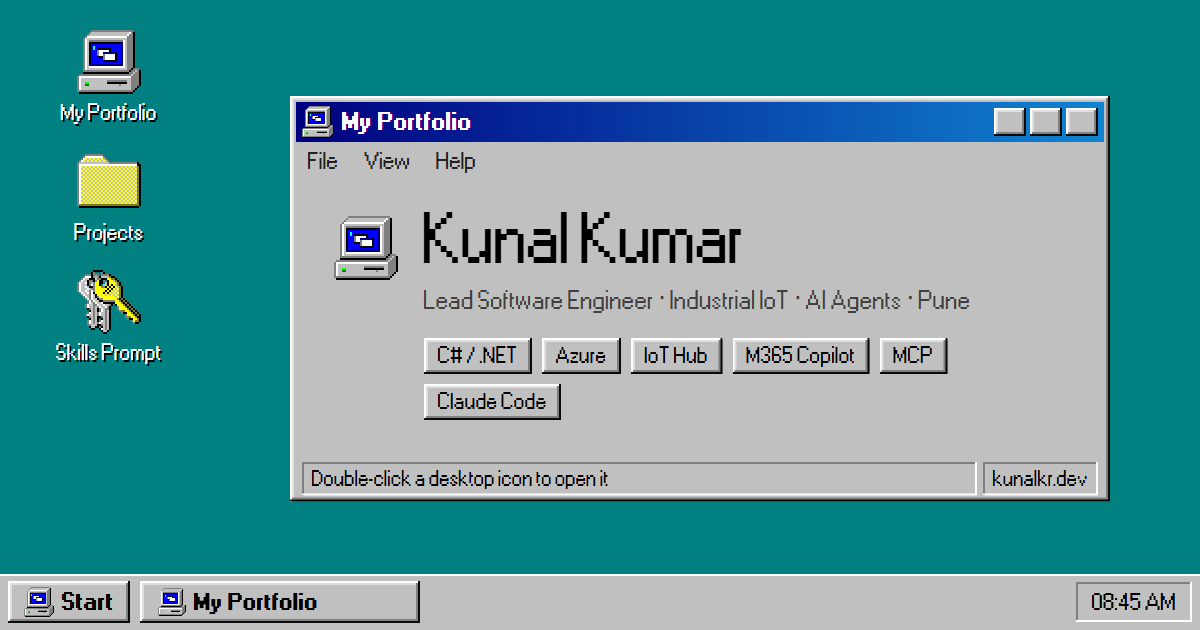 My Portfolio
Projects
Skills Prompt
My Portfolio
File View Help
Kunal Kumar
Lead Software Engineer · Industrial IoT · AI Agents · Pune
C# / .NET Azure IoT Hub M365 Copilot MCP
Claude Code
Double-click a desktop icon to open it kunalkr.dev
Start My Portfolio 08:45 AM